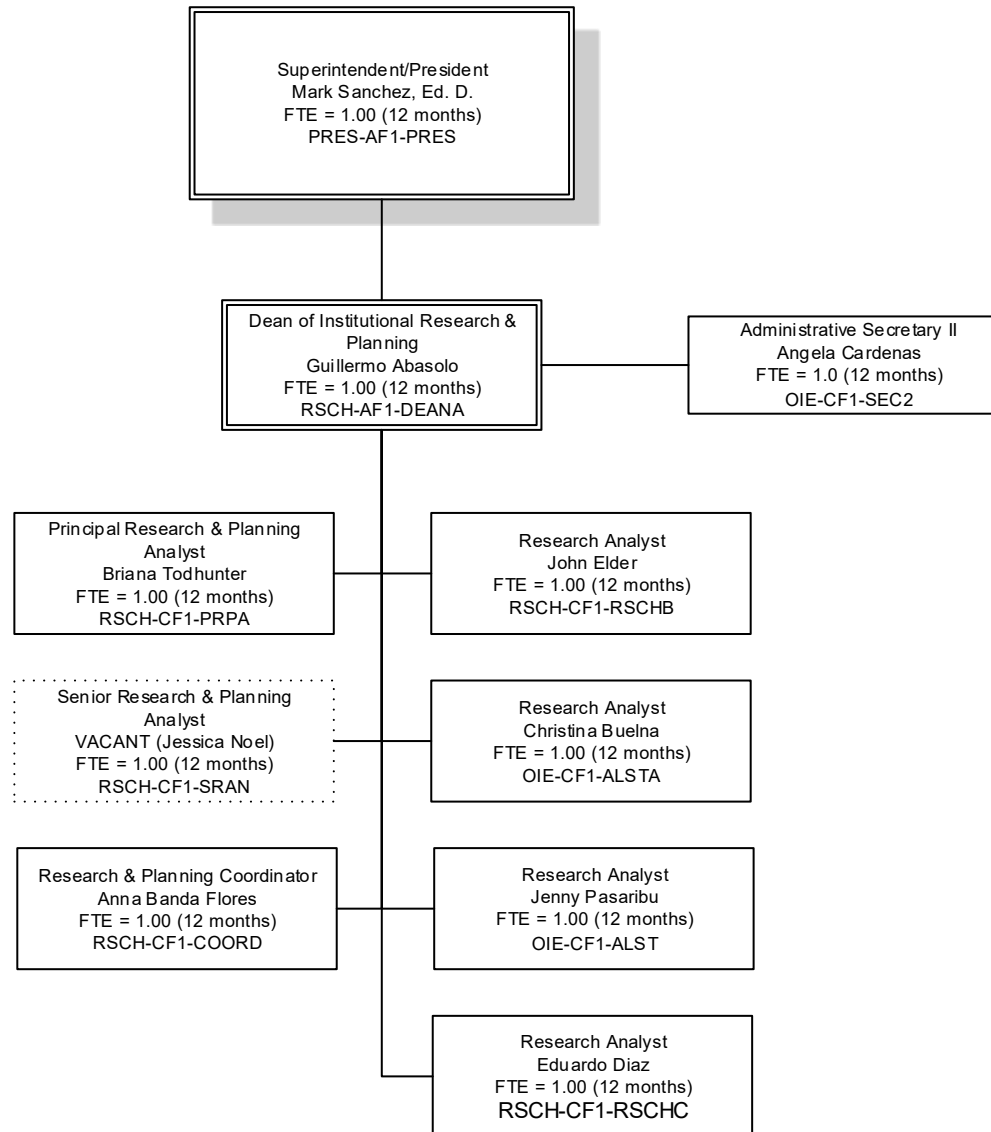 Superintendent/President
Mark Sanchez, Ed. D.
FTE = 1.00 (12 months)
PRES-AF1-PRES
Dean of Institutional Research &
Planning
Guillermo Abasolo
FTE = 1.00 (12 months)
RSCH-AF1-DEANA
Administrative Secretary II
Angela Cardenas
FTE = 1.0 (12 months)
OIE-CF1-SEC2
Principal Research & Planning
Analyst
Briana Todhunter
FTE = 1.00 (12 months)
RSCH-CF1-PRPA
Research Analyst
John Elder
FTE = 1.00 (12 months)
RSCH-CF1-RSCHB
Senior Research & Planning
Analyst
VACANT (Jessica Noel)
FTE = 1.00 (12 months)
RSCH-CF1-SRAN
Research Analyst
Christina Buelna
FTE = 1.00 (12 months)
OIE-CF1-ALSTA
Research & Planning Coordinator
Anna Banda Flores
FTE = 1.00 (12 months)
RSCH-CF1-COORD
Research Analyst
Jenny Pasaribu
FTE = 1.00 (12 months)
OIE-CF1-ALST
Research Analyst
Eduardo Diaz
FTE = 1.00 (12 months)
RSCH-CF1-RSCHC